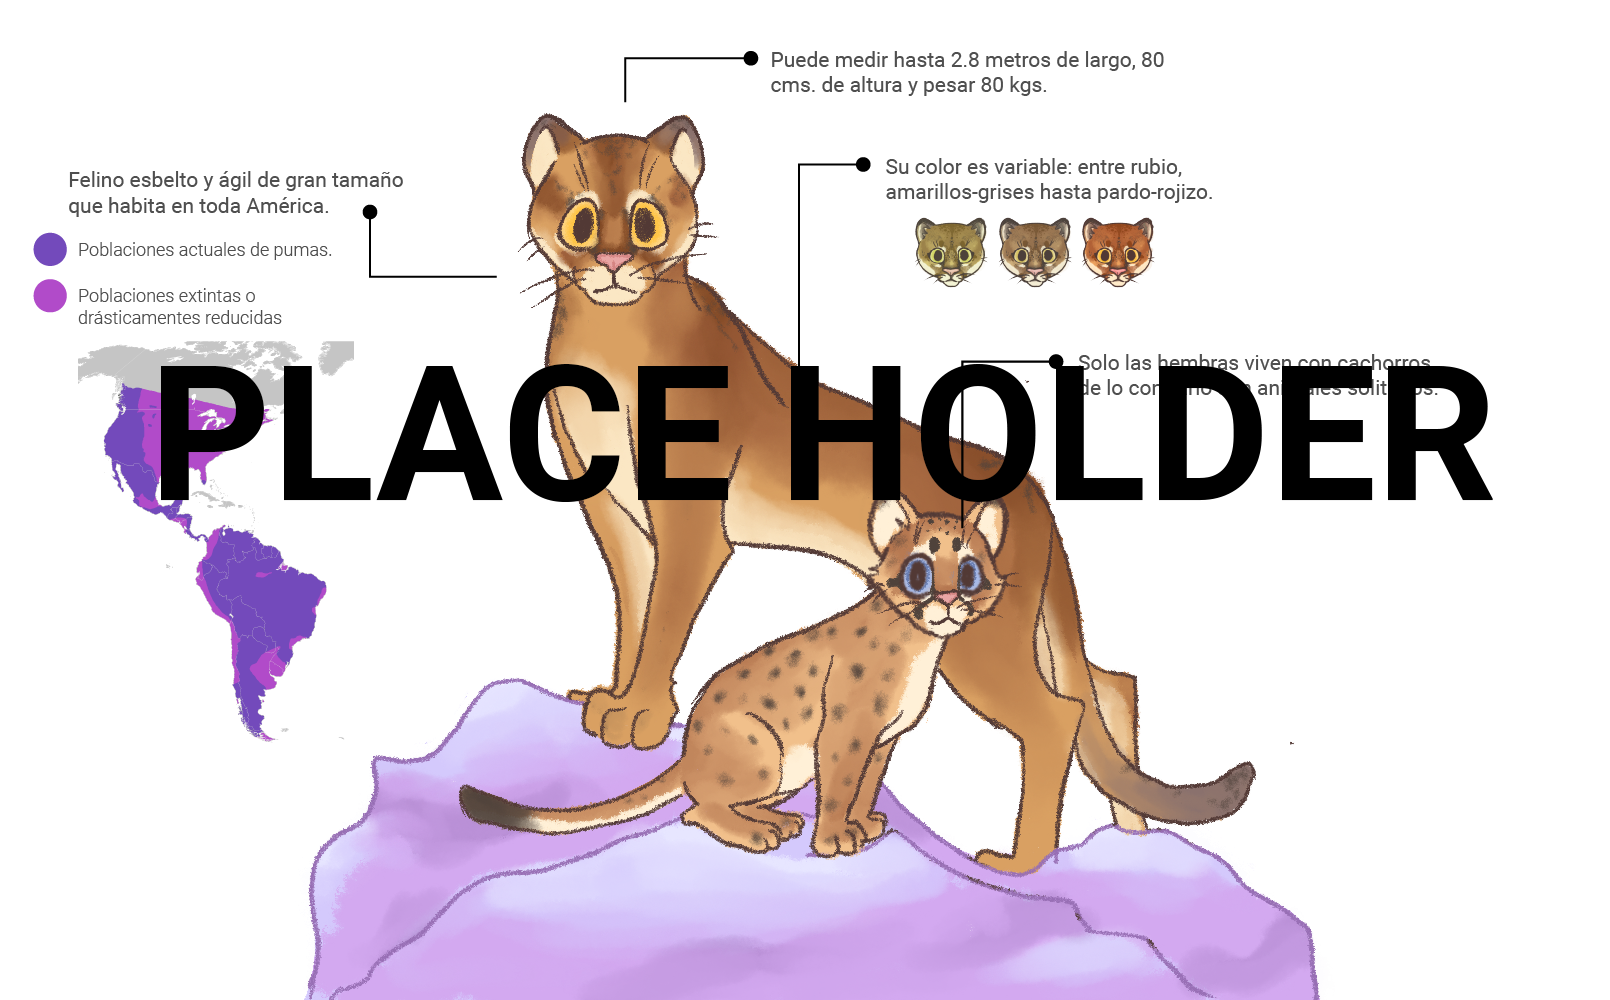 Puede medir hasta 2.8 metros de largo, 80
cms. de altura y pesar 80 kgs.
Felino esbelto y ágil de gran tamaño
que habita en toda América.
Su color es variable: entre rubio,
amarillos-grises hasta pardo-rojizo.
Poblaciones actuales de pumas.
Poblaciones extintas o
drásticamente reducidas
Solo las hembras viven con cachorros,
de lo
PLACE HOLDER